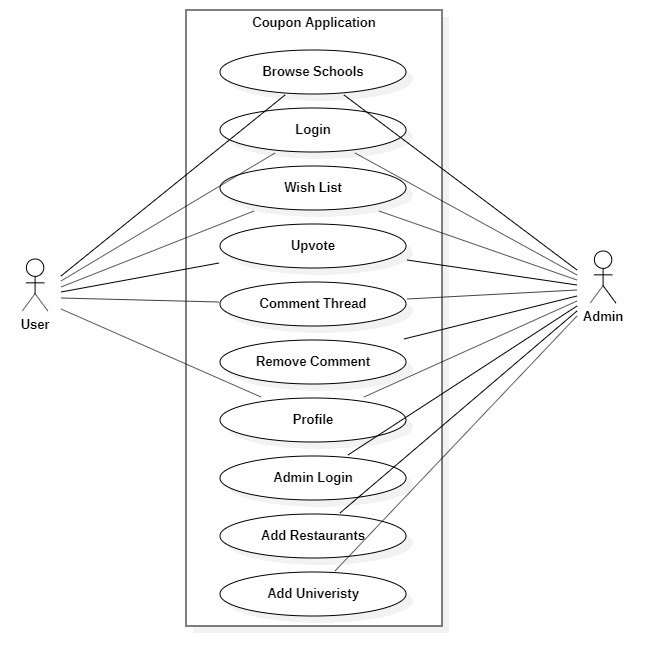 Coupon Application
Browse Schools
Login
Wish List
Upvote
Comment Thread
Remove Comment
Profile
Admin Login
Add Restaurants
Add Univeristy
User
Admin